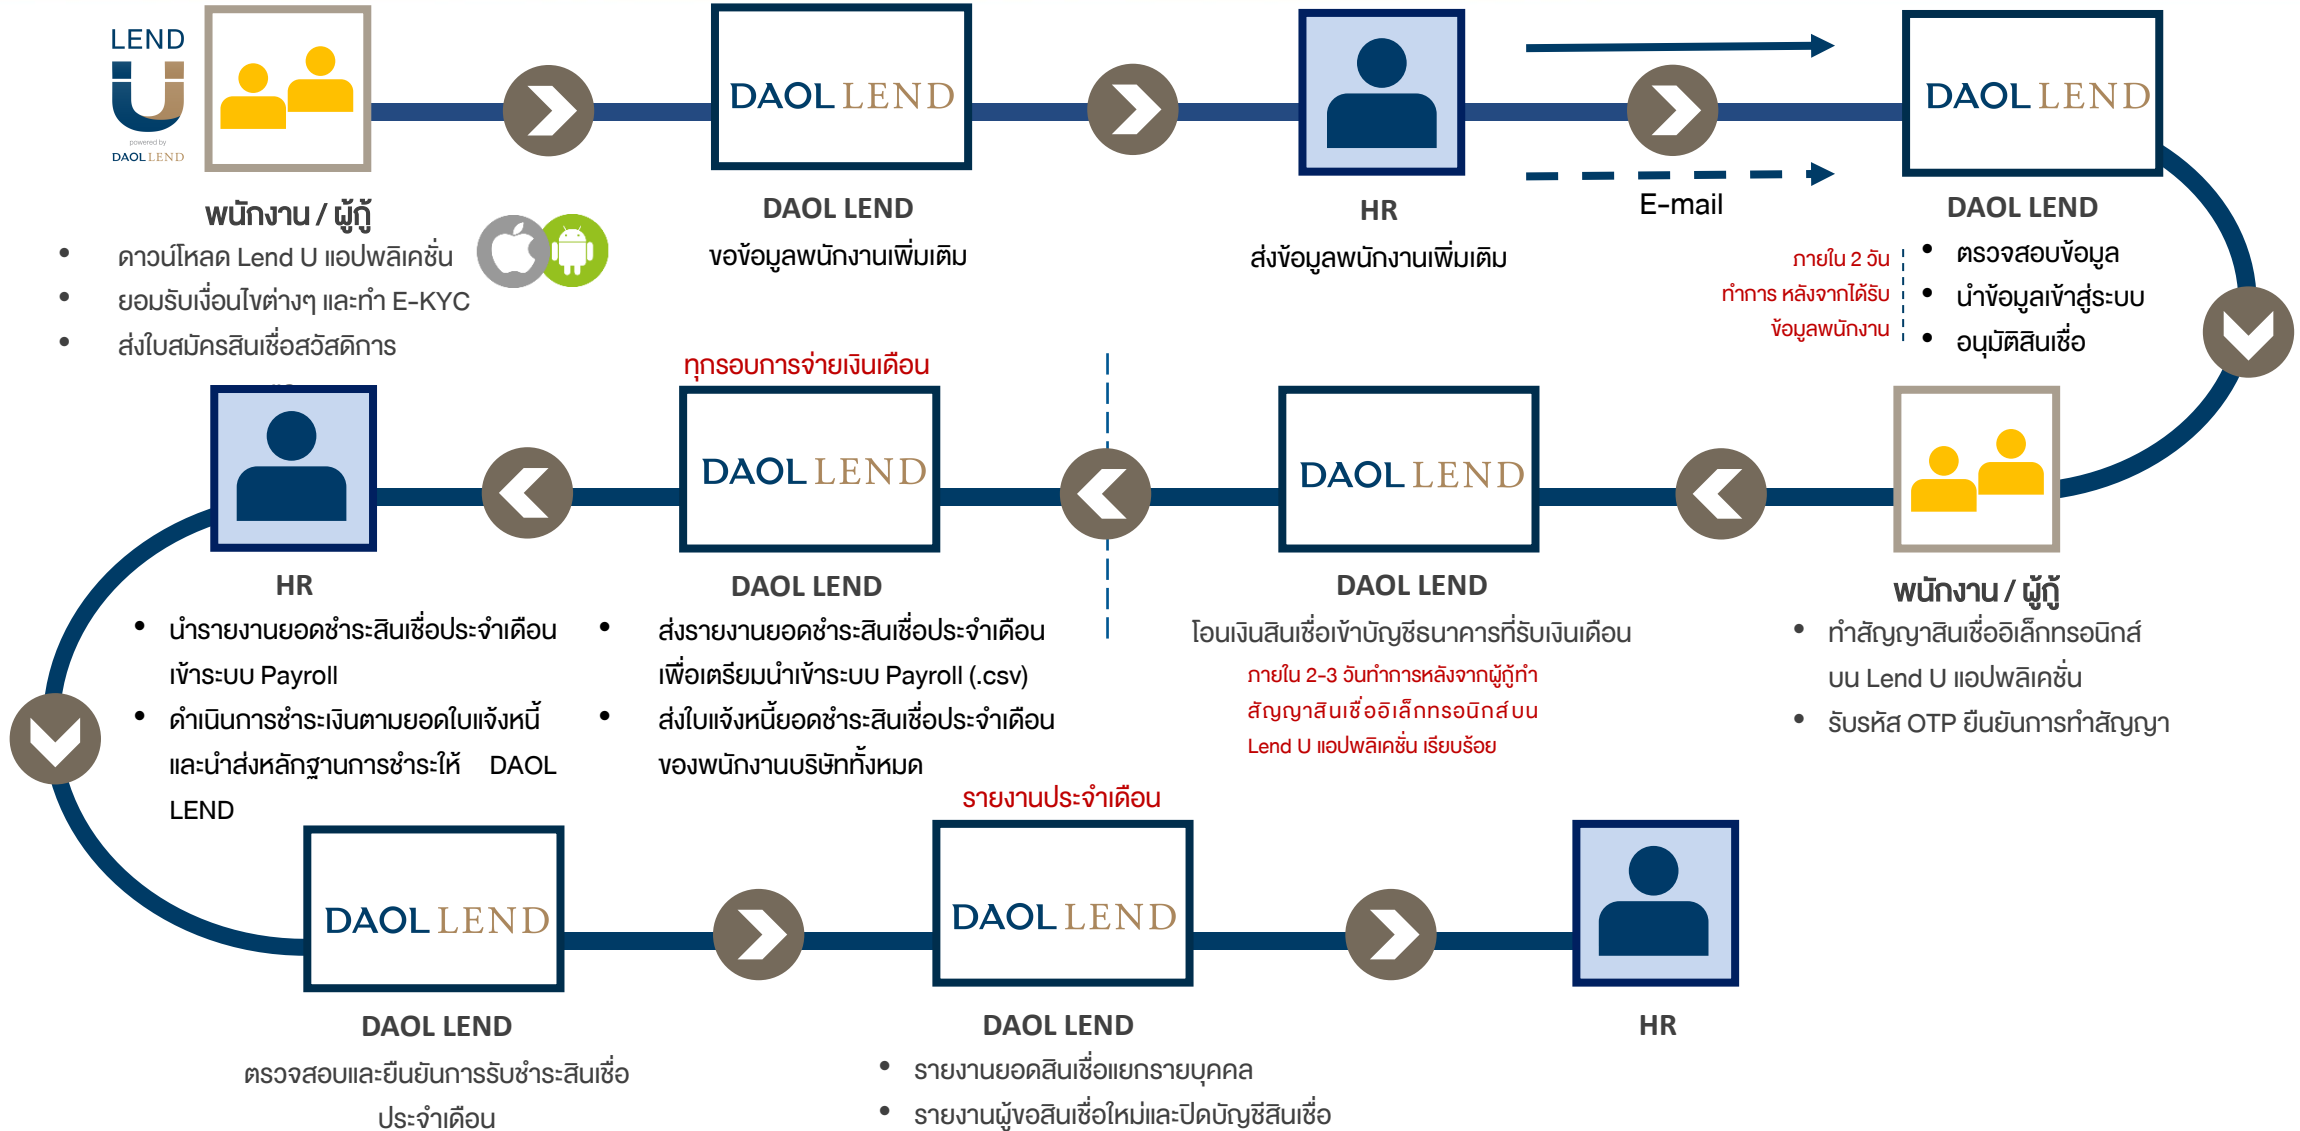 LEND
U
powered by
DAOL LEND
DAOL LEND
DAOL LEND
พนักงาน / ผู้กู้
• ดาวน์โหลด Lend U แอปพลิเคชั่น
• ยอมรับเงื่อนไขต่างๆ และทำ E-KYC
• ส่งใบสมัครสินเชื่อสวัสดิการ
DAOL LEND
ขอข้อมูลพนักงานเพิ่มเติม
HR
ส่งข้อมูลพนักงานเพิ่มเติม
E-mail
DAOL LEND
• ตรวจสอบข้อมูล
• นำข้อมูลเข้าสู่ระบบ
• อนุมัติสินเชื่อ
ภายใน 2 วัน
ทำการ หลังจากได้รับ
ข้อมูลพนักงาน
ทุกรอบการจ่ายเงินเดือน
DAOL LEND
DAOL LEND
HR
• นำรายงานยอดชำระสินเชื่อประจำเดือน
เข้าระบบ Payroll
• ดำเนินการชำระเงินตามยอดใบแจ้งหนี้
และนำส่งหลักฐานการชำระให้ DAOL
LEND
DAOL LEND
• ส่งรายงานยอดชำระสินเชื่อประจำเดือน
เพื่อเตรียมนำเข้าระบบ Payroll (.csv)
• ส่งใบแจ้งหนี้ยอดชำระสินเชื่อประจำเดือน
ของพนักงานบริษัททั้งหมด
DAOL LEND
โอนเงินสินเชื่อเข้าบัญชีธนาคารที่รับเงินเดือน
ภายใน 2-3 วันทำการหลังจากผู้กู้ทำ
สัญญาสินเชื่ออิเล็กทรอนิกส์บน
Lend U แอปพลิเคชั่น เรียบร้อย
พนักงาน / ผู้กู้
• ทำสัญญาสินเชื่ออิเล็กทรอนิกส์
บน Lend U แอปพลิเคชั่น
• รับรหัส OTP ยืนยันการทำสัญญา
รายงานประจำเดือน
DAOL LEND
DAOL LEND
DAOL LEND
ตรวจสอบและยืนยันการรับชำระสินเชื่อ
ประจำเดือน
DAOL LEND
• รายงานยอดสินเชื่อแยกรายบุคคล
• รายงานผู้ขอสินเชื่อใหม่และปิดบัญชีสินเชื่อ
HR